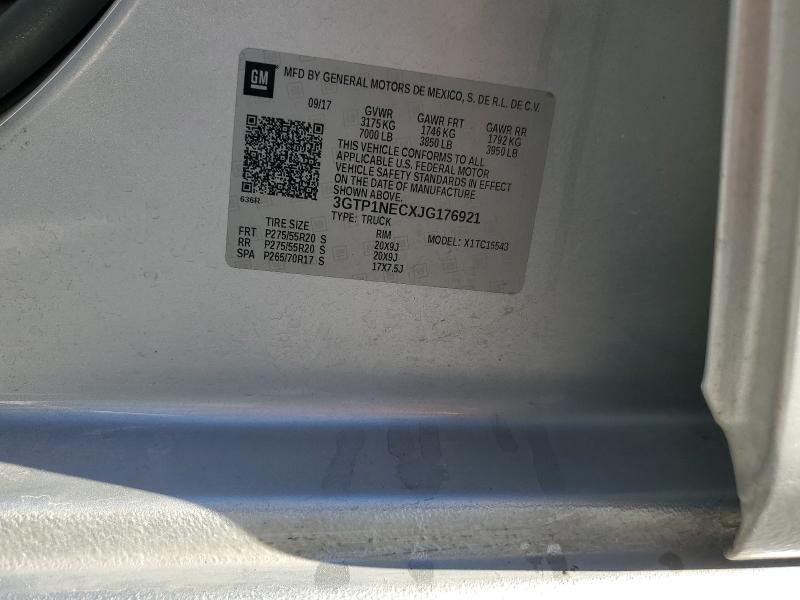 GM
MFD BY GENERAL MOTORS DE MEXICO, S. DE R.L. DE C.V.
09/17 GVWR GAWR FRT GAWR RR
3175 KG 1746 KG 1792 KG
7000 LB 3850 LB 3950 LB
THIS VEHICLE CONFORMS TO ALL
APPLICABLE U.S. FEDERAL MOTOR
VEHICLE SAFETY STANDARDS IN EFFECT
ON THE DATE OF MANUFACTURE
SHOWN ABOVE.
636R 3GTP1NECXJG176921
TYPE: TRUCK
TIRE SIZE RIM MODEL: X1TC15543
FRT P275/55R20 S 20X9J
RR P275/55R20 S 20X9J
SPA P265/70R17 S 17X7.5J